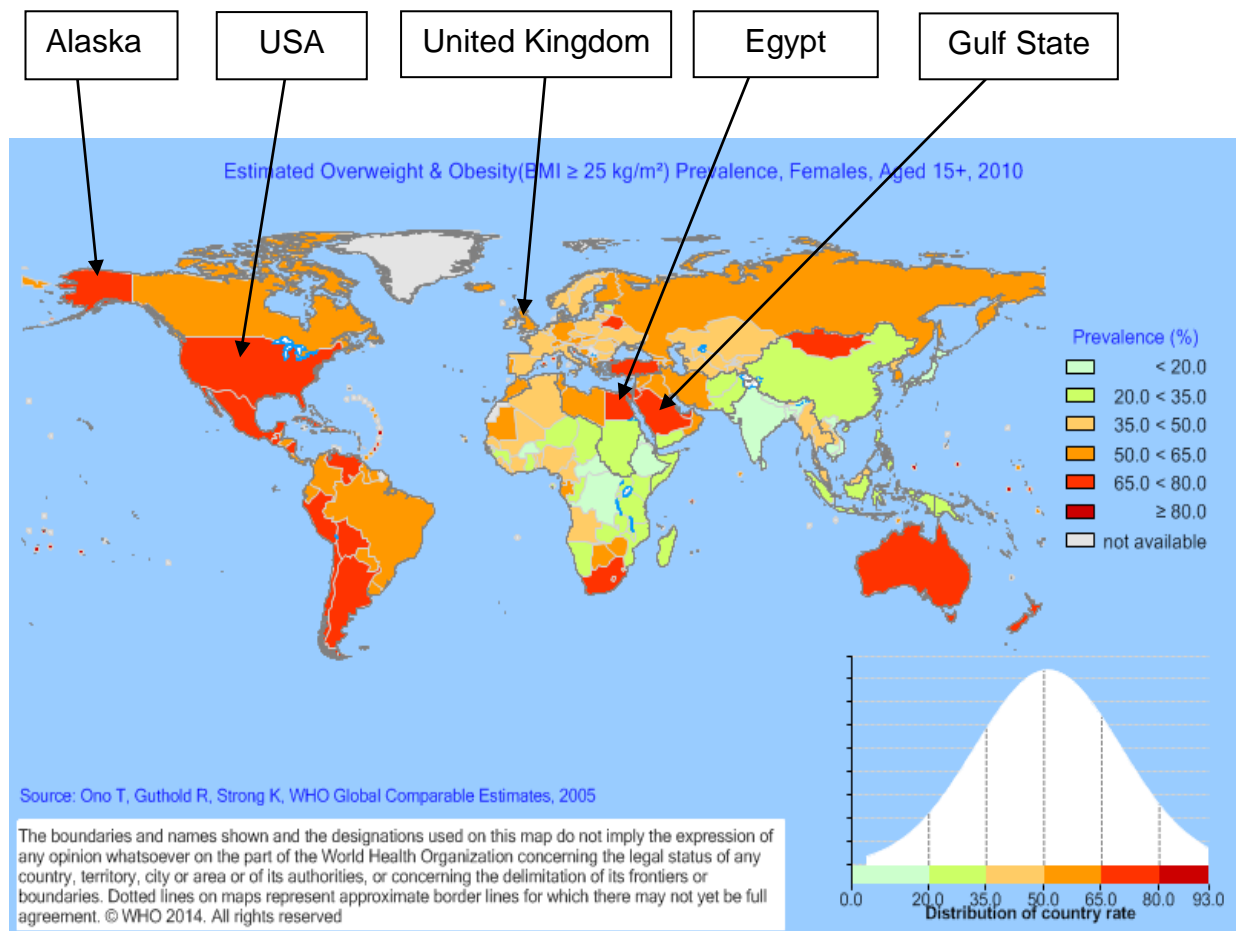 Alaska
USA
United Kingdom
Egypt
Gulf State
Estimated Overweight & Obesity(BMI ≥ 25 kg/m²) Prevalence, Females, Aged 15+, 2010
Prevalence (%)
< 20.0
20.0 < 35.0
35.0 < 50.0
50.0 < 65.0
65.0 < 80.0
≥ 80.0
not available
Source: Ono T, Guthold R, Strong K, WHO Global Comparable Estimates, 2005
The boundaries and names shown and the designations used on this map do not imply the expression of
any opinion whatsoever on the part of the World Health Organization concerning the legal status of any
country, territory, city or area or of its authorities, or concerning the delimitation of its frontiers or
boundaries. Dotted lines on maps represent approximate border lines for which there may not yet be full
agreement. © WHO 2014. All rights reserved
0.0 20.0 35.0 50.0 65.0 80.0 93.0
Distribution of country rate